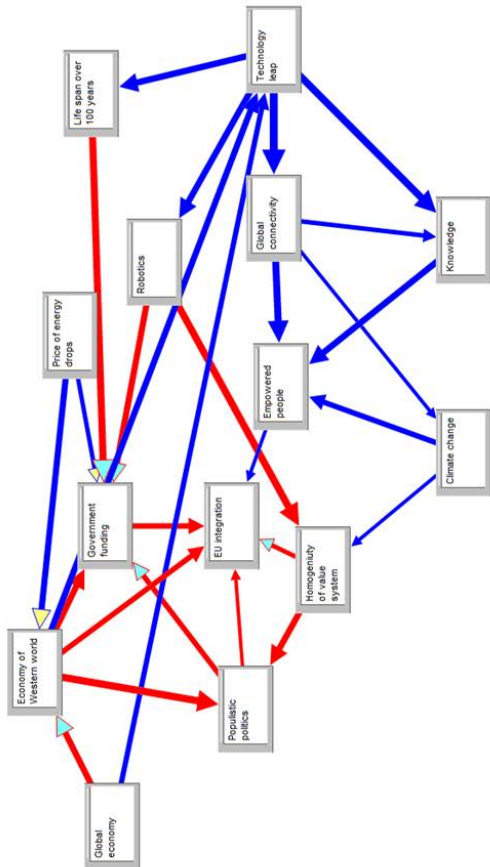 Economy of
Western world
Price of energy
drops
Life span over
100 years
Global
economy
Government
funding
Robotics
EU integration
Populistic
politics
Empowered
people
Global
connectivity
Technology
leap
Homogeniuty
of value
system
Climate change
Knowledge